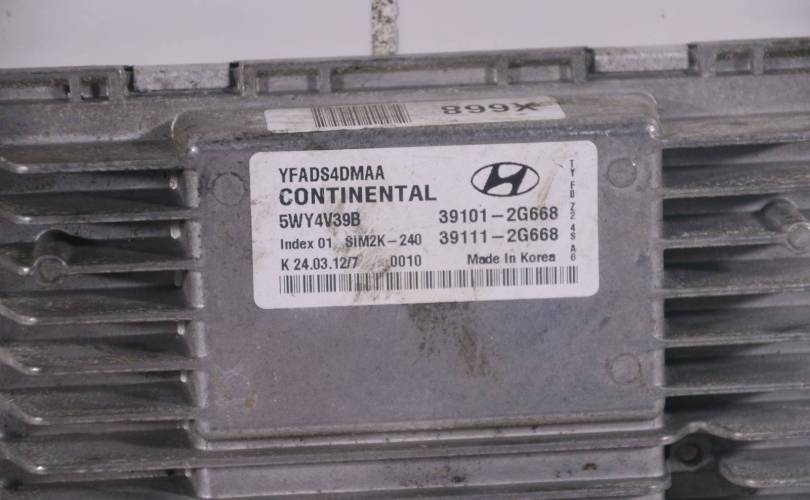 X668
YFADS4DMAA
CONTINENTAL
5WY4V39B 39101-2G668
Index 01 SIM2K-240 39111-2G668
K 24.03.12/7 0010 Made In Korea